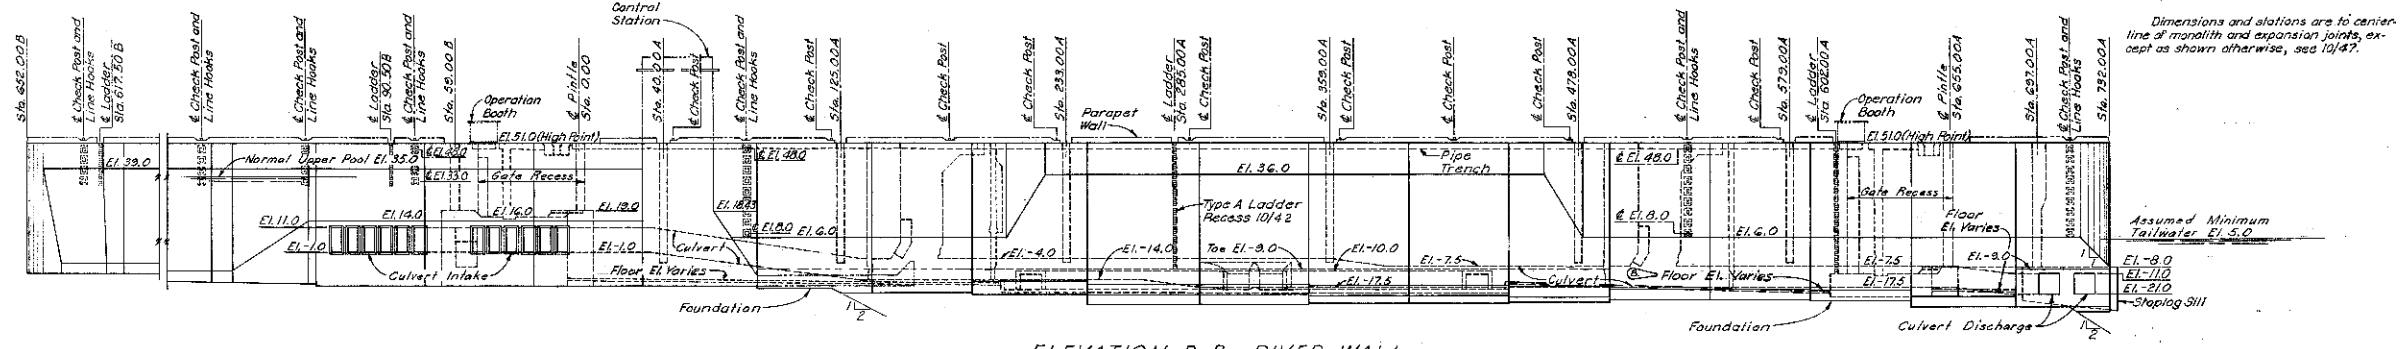 Control
Station
Dimensions and stations are to center-
line of monolith and expansion joints, ex-
cept as shown otherwise, see 10/47.
Sta. 652.00 B
₵ Check Post and
Line Hooks
₵ Ladder
Sta. 617.50 B
₵ Check Post and
Line Hooks
₵ Check Post and
Line Hooks
₵ Ladder
Sta. 90.50 B
₵ Check Post and
Line Hooks
Sta. 59.00 B
₵ Pintle
Sta. 0.00
Sta. 40.00 A
₵ Check Post
₵ Check Post and
Line Hooks
₵ Check Post
Sta. 125.00 A
₵ Check Post
₵ Check Post
Sta. 233.00 A
₵ Ladder
Sta. 285.00 A
₵ Check Post
Sta. 359.00 A
₵ Check Post
₵ Check Post
₵ Check Post
Sta. 478.00 A
₵ Check Post and
Line Hooks
₵ Check Post
Sta. 579.00 A
₵ Ladder
Sta. 602.00 A
₵ Pintle
Sta. 655.00 A
Sta. 697.00 A
₵ Check Post and
Line Hooks
Sta. 732.00 A
Operation
Booth
El. 51.0 (High Point)
Parapet
Wall
Operation
Booth
El. 51.0 (High Point)
El. 39.0
Normal Upper Pool El. 35.0
₵ El. 48.0
₵ El. 33.0
Gate Recess
₵ El. 48.0
El. 36.0
Pipe
Trench
₵ El. 48.0
Gate Recess
El. 11.0
El. 14.0
El. 16.0
El. 19.0
El. 18.43
Type A Ladder
Recess 10/42
₵ El. 8.0
Floor
El. Varies
Assumed Minimum
Tailwater El. 5.0
El. -1.0
El. -1.0
Culvert
El. 8.0
El. 6.0
El. -4.0
El. -14.0
Toe El. -9.0
El. -10.0
El. -7.5
El. 6.0
El. -7.5
El. -9.0
El. -8.0
El. -11.0
El. -21.0
Culvert Intake
Floor El. Varies
El. -17.5
Culvert
B
Floor El. Varies
El. -17.5
Stoplog Sill
Foundation
1
2
Foundation
Culvert Discharge
1
1
1
2
ELEVATION B-B RIVER WALL